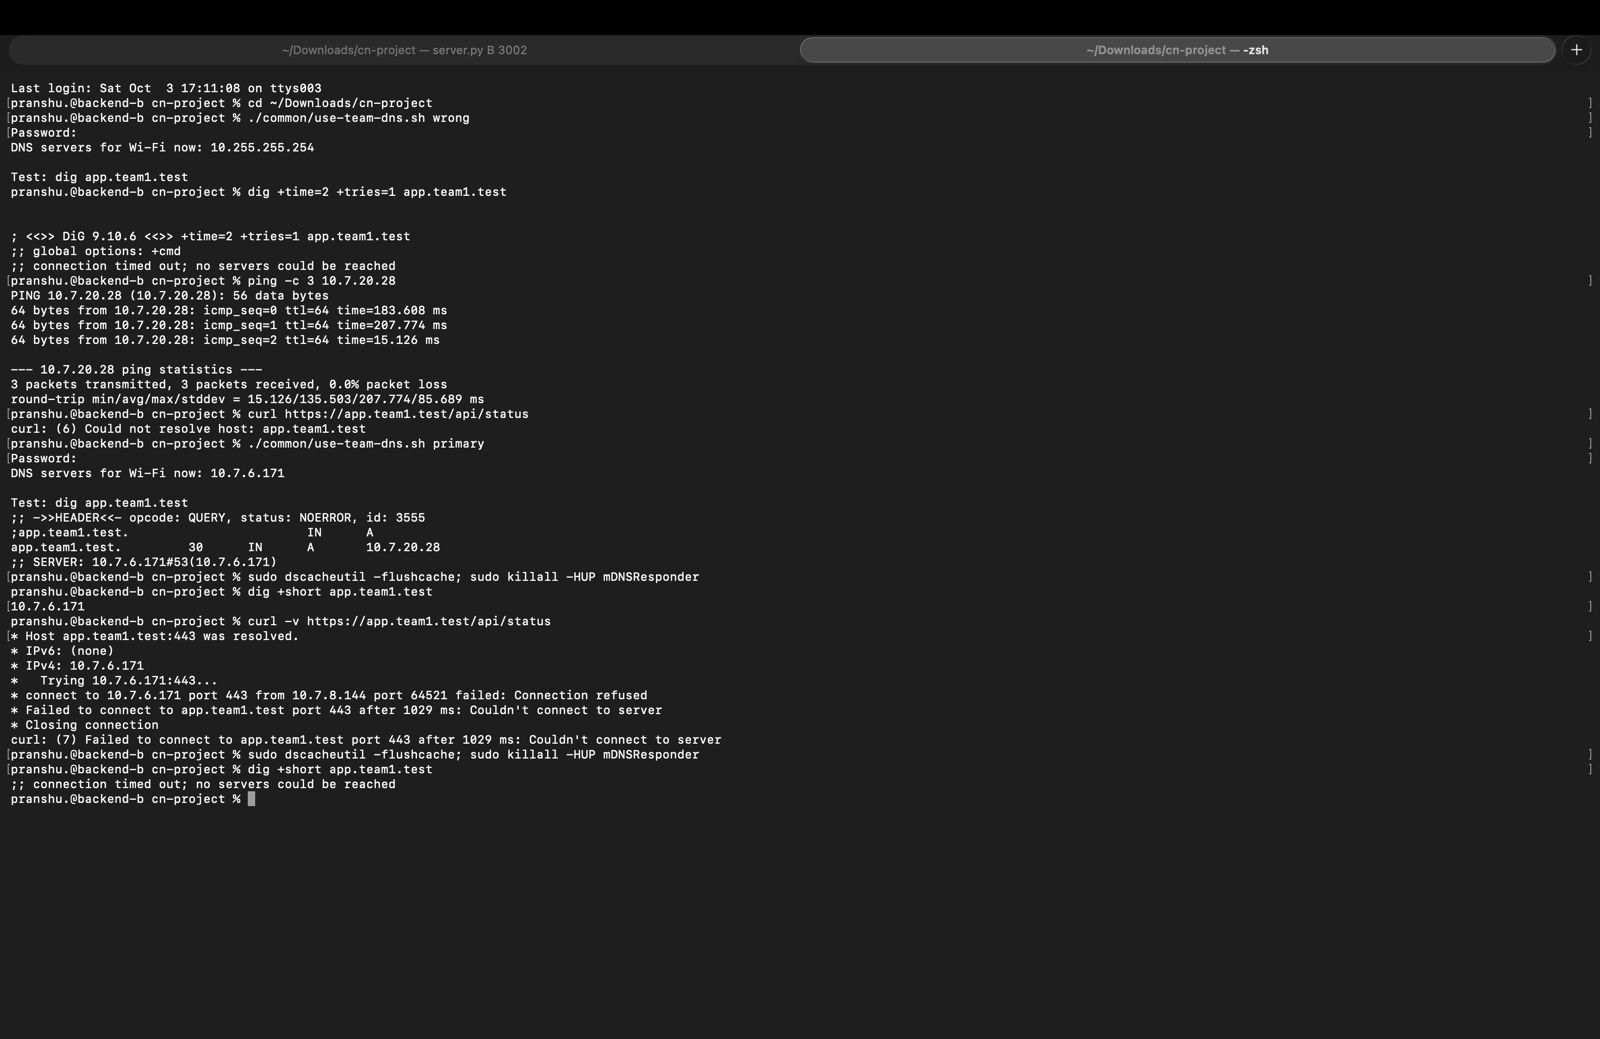 ~/Downloads/cn-project — server.py B 3002
~/Downloads/cn-project — -zsh
+
Last login: Sat Oct  3 17:11:08 on ttys003
[pranshu.@backend-b cn-project % cd ~/Downloads/cn-project ]
[pranshu.@backend-b cn-project % ./common/use-team-dns.sh wrong ]
[Password: ]
DNS servers for Wi-Fi now: 10.255.255.254
Test: dig app.team1.test
pranshu.@backend-b cn-project % dig +time=2 +tries=1 app.team1.test
; <<>> DiG 9.10.6 <<>> +time=2 +tries=1 app.team1.test
;; global options: +cmd
;; connection timed out; no servers could be reached
[pranshu.@backend-b cn-project % ping -c 3 10.7.20.28 ]
PING 10.7.20.28 (10.7.20.28): 56 data bytes
64 bytes from 10.7.20.28: icmp_seq=0 ttl=64 time=183.608 ms
64 bytes from 10.7.20.28: icmp_seq=1 ttl=64 time=207.774 ms
64 bytes from 10.7.20.28: icmp_seq=2 ttl=64 time=15.126 ms
--- 10.7.20.28 ping statistics ---
3 packets transmitted, 3 packets received, 0.0% packet loss
round-trip min/avg/max/stddev = 15.126/135.503/207.774/85.689 ms
[pranshu.@backend-b cn-project % curl https://app.team1.test/api/status ]
curl: (6) Could not resolve host: app.team1.test
[pranshu.@backend-b cn-project % ./common/use-team-dns.sh primary ]
[Password: ]
DNS servers for Wi-Fi now: 10.7.6.171
Test: dig app.team1.test
;; ->>HEADER<<- opcode: QUERY, status: NOERROR, id: 3555
;app.team1.test.                        IN      A
app.team1.test.         30      IN      A       10.7.20.28
;; SERVER: 10.7.6.171#53(10.7.6.171)
[pranshu.@backend-b cn-project % sudo dscacheutil -flushcache; sudo killall -HUP mDNSResponder ]
pranshu.@backend-b cn-project % dig +short app.team1.test
[10.7.6.171 ]
pranshu.@backend-b cn-project % curl -v https://app.team1.test/api/status
[* Host app.team1.test:443 was resolved. ]
* IPv6: (none)
* IPv4: 10.7.6.171
*   Trying 10.7.6.171:443...
* connect to 10.7.6.171 port 443 from 10.7.8.144 port 64521 failed: Connection refused
* Failed to connect to app.team1.test port 443 after 1029 ms: Couldn't connect to server
* Closing connection
curl: (7) Failed to connect to app.team1.test port 443 after 1029 ms: Couldn't connect to server
[pranshu.@backend-b cn-project % sudo dscacheutil -flushcache; sudo killall -HUP mDNSResponder ]
[pranshu.@backend-b cn-project % dig +short app.team1.test ]
;; connection timed out; no servers could be reached
pranshu.@backend-b cn-project %